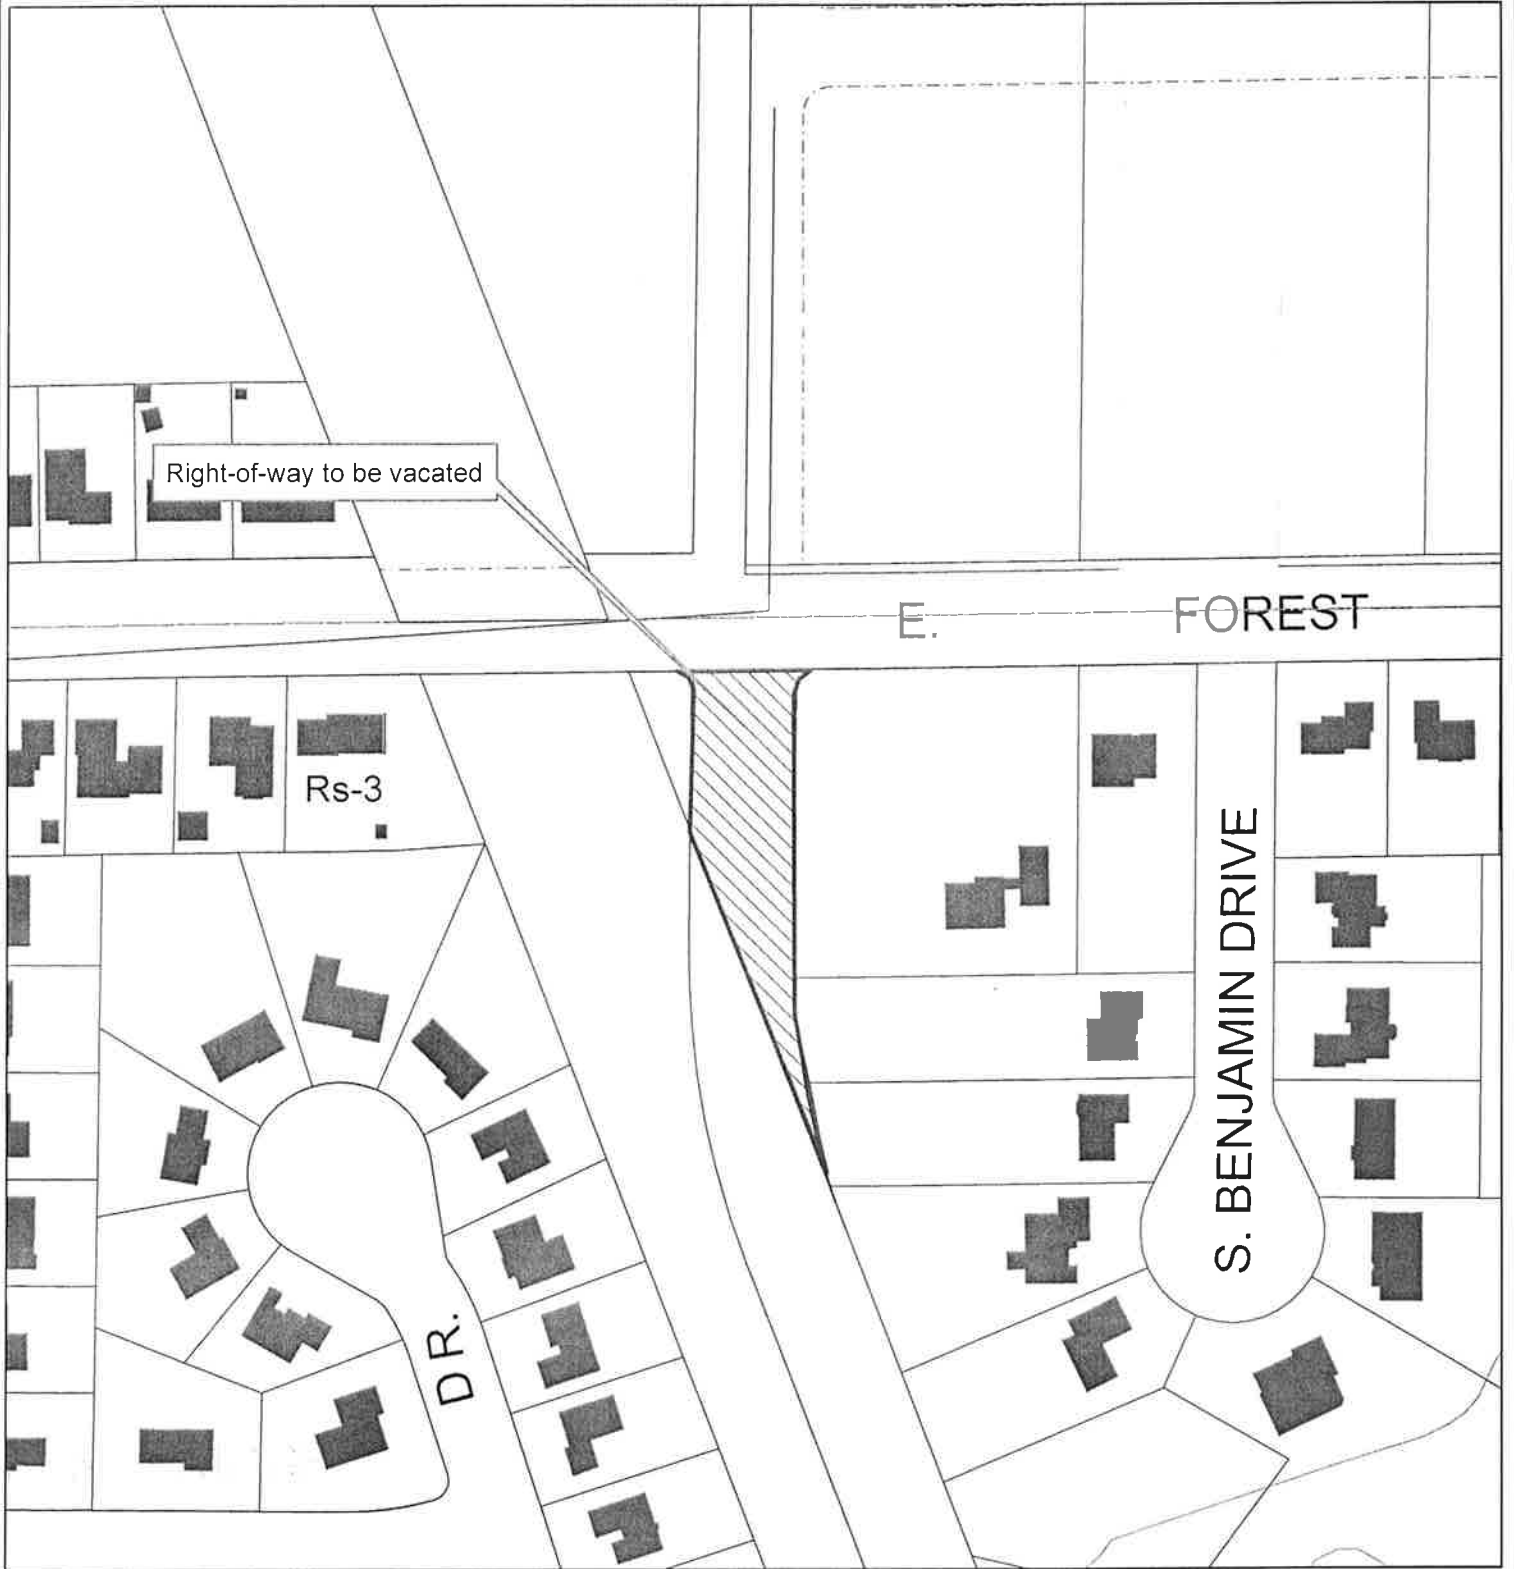 Right-of-way to be vacated
E. FOREST
Rs-3
S. BENJAMIN DRIVE
DR.